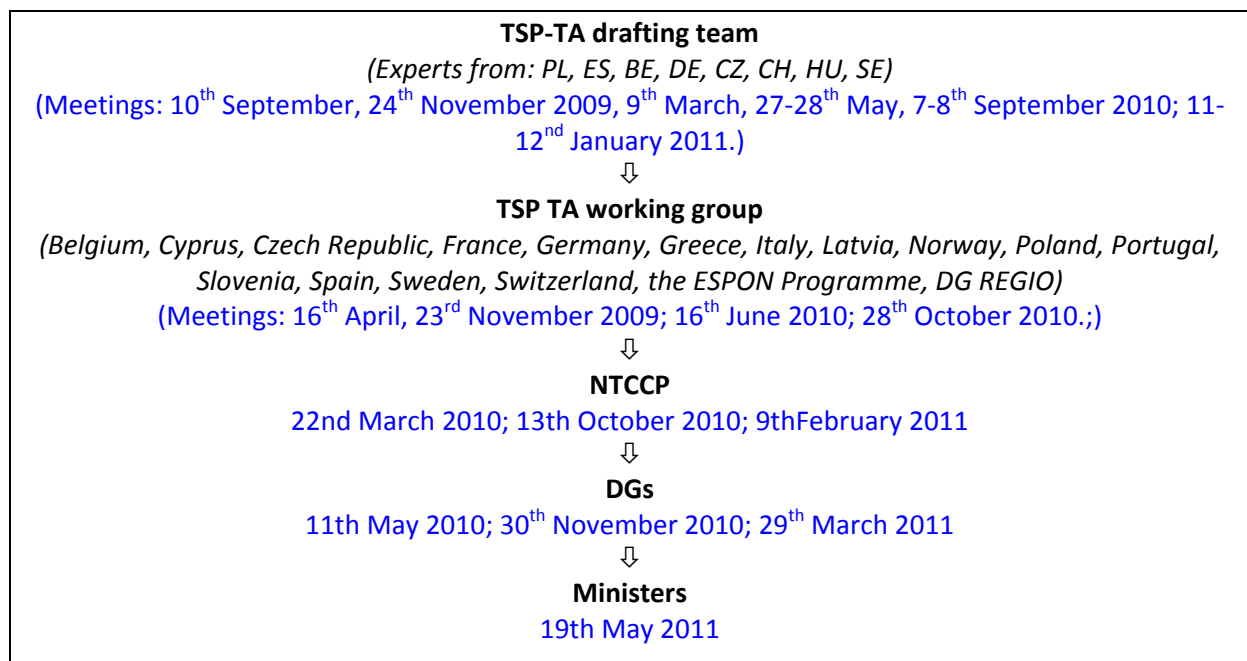 TSP-TA drafting team
(Experts from: PL, ES, BE, DE, CZ, CH, HU, SE)
(Meetings: 10th September, 24th November 2009, 9th March, 27-28th May, 7-8th September 2010; 11-
12nd January 2011.)
⇩
TSP TA working group
(Belgium, Cyprus, Czech Republic, France, Germany, Greece, Italy, Latvia, Norway, Poland, Portugal,
Slovenia, Spain, Sweden, Switzerland, the ESPON Programme, DG REGIO)
(Meetings: 16th April, 23rd November 2009; 16th June 2010; 28th October 2010.;)
⇩
NTCCP
22nd March 2010; 13th October 2010; 9thFebruary 2011
⇩
DGs
11th May 2010; 30th November 2010; 29th March 2011
⇩
Ministers
19th May 2011